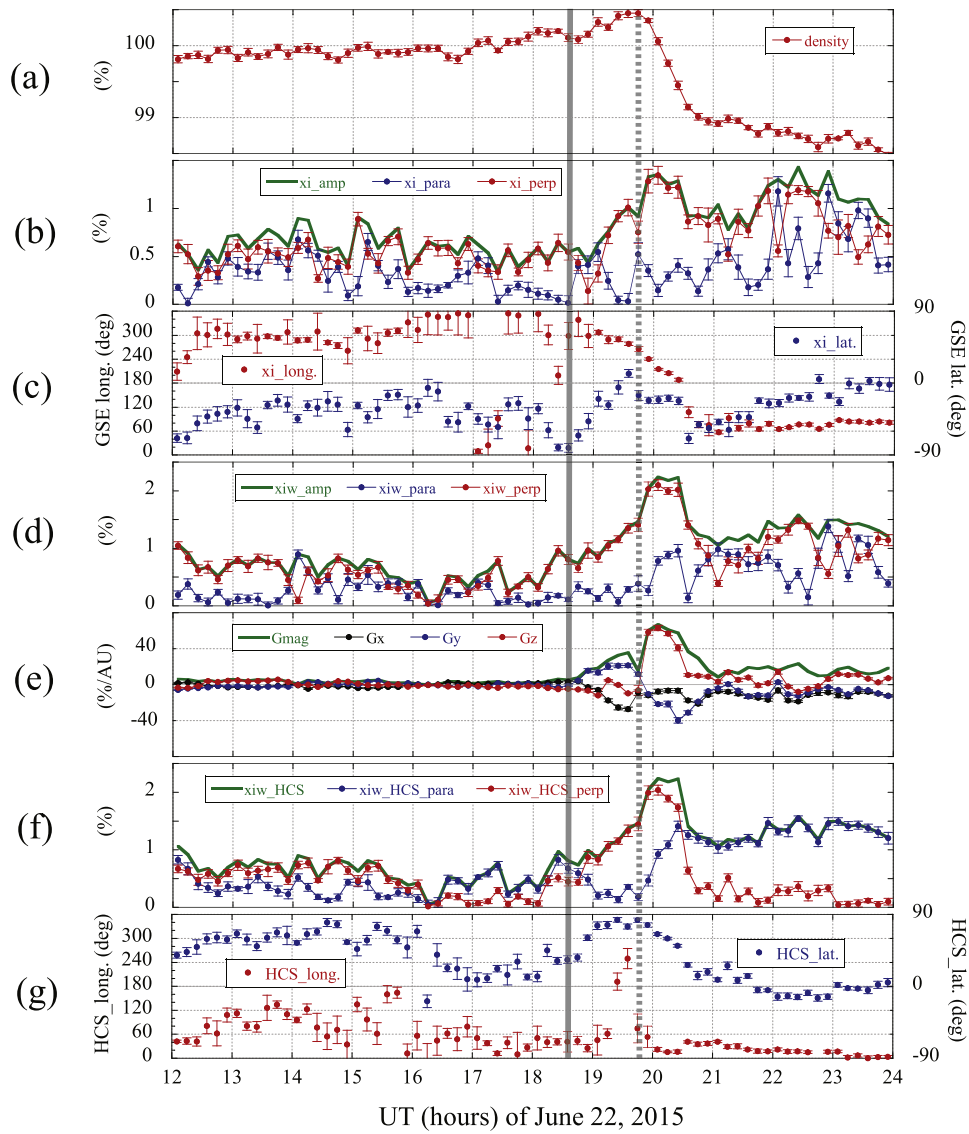 (a)
(%)
100
99
density
(b)
(%)
1
0.5
0
xi_amp xi_para xi_perp
(c)
GSE long. (deg)
300
240
180
120
60
0
xi_long.
xi_lat.
90
0
-90
GSE lat. (deg)
(d)
(%)
2
1
0
xiw_amp xiw_para xiw_perp
(e)
(%/AU)
40
0
-40
Gmag Gx Gy Gz
(f)
(%)
2
1
0
xiw_HCS xiw_HCS_para xiw_HCS_perp
(g)
HCS_long. (deg)
300
240
180
120
60
0
HCS_long.
HCS_lat.
90
0
-90
HCS_lat. (deg)
12 13 14 15 16 17 18 19 20 21 22 23 24
UT (hours) of June 22, 2015